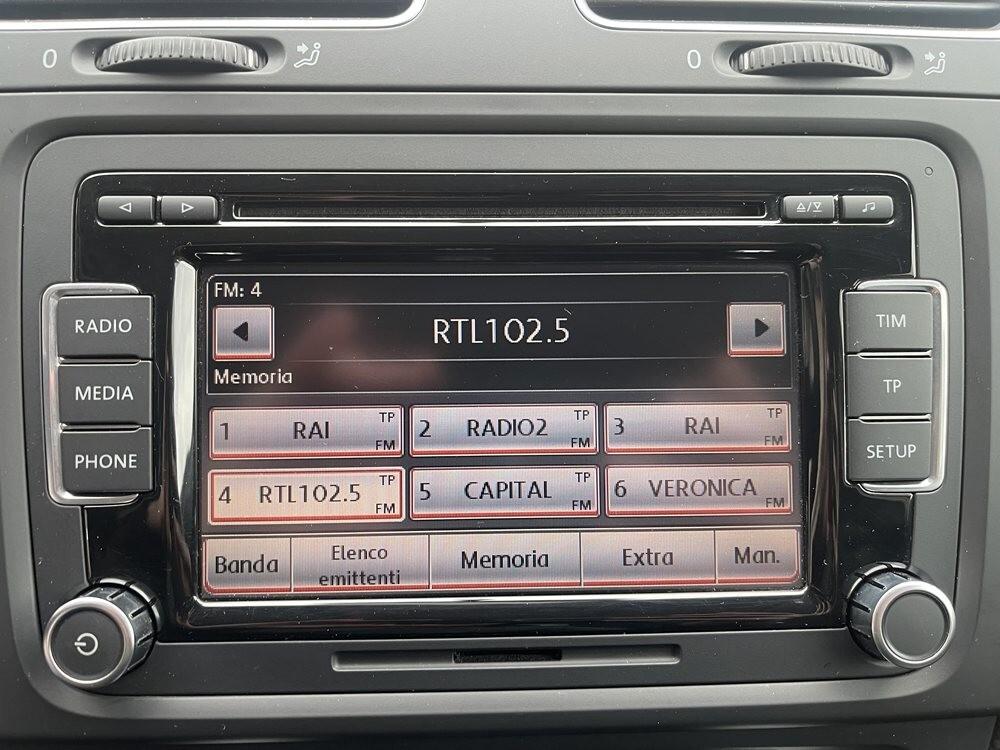 0
0
RADIO
MEDIA
PHONE
TIM
TP
SETUP
FM: 4
RTL102.5
Memoria
1 RAI TP FM
2 RADIO2 TP FM
3 RAI TP FM
4 RTL102.5 TP FM
5 CAPITAL TP FM
6 VERONICA FM
Banda
Elenco
emittenti
Memoria
Extra
Man.